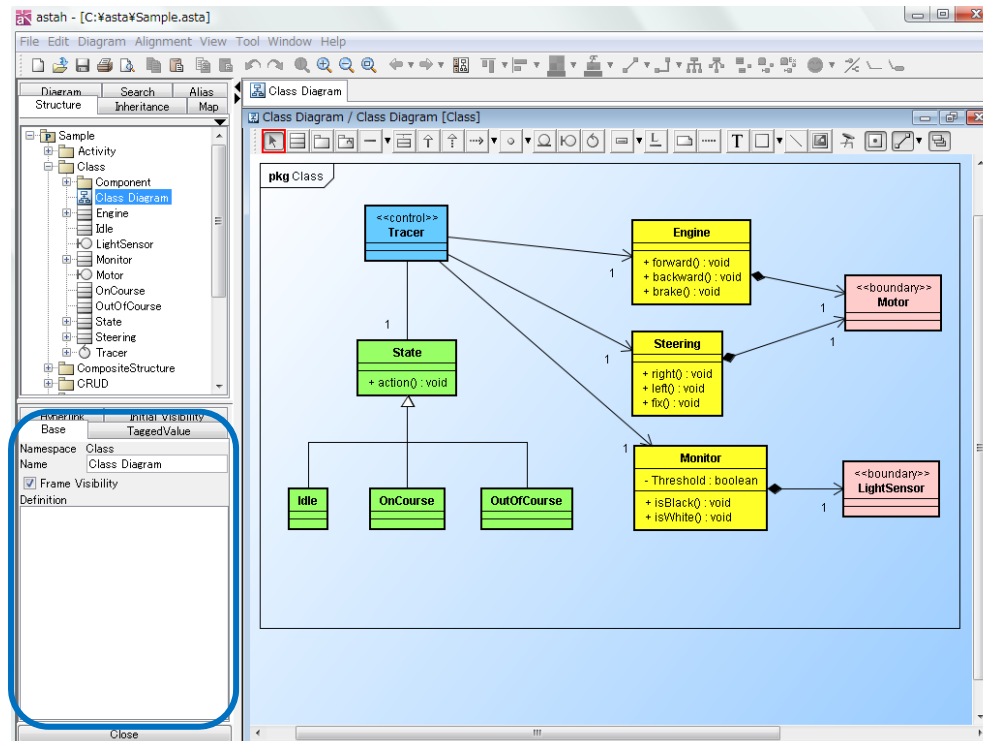 astah - [C:¥asta¥Sample.asta]
File Edit Diagram Alignment View Tool Window Help
Diagram Search Alias
Structure Inheritance Map
Sample
Activity
Class
Component
Class Diagram
Engine
Idle
LightSensor
Monitor
Motor
OnCourse
OutOfCourse
State
Steering
Tracer
CompositeStructure
CRUD
Hyperlink Initial Visibility
Base TaggedValue
Namespace Class
Name Class Diagram
Frame Visibility
Definition
Close
Class Diagram
Class Diagram / Class Diagram [Class]
T
pkg Class
<<control>>
Tracer
Engine
+ forward() : void
+ backward() : void
+ brake() : void
1
<<boundary>>
Motor
1
1
Steering
+ right() : void
+ left() : void
+ fix() : void
1
1
State
+ action() : void
1
Monitor
- Threshold : boolean
+ isBlack() : void
+ isWhite() : void
<<boundary>>
LightSensor
1
Idle
OnCourse
OutOfCourse